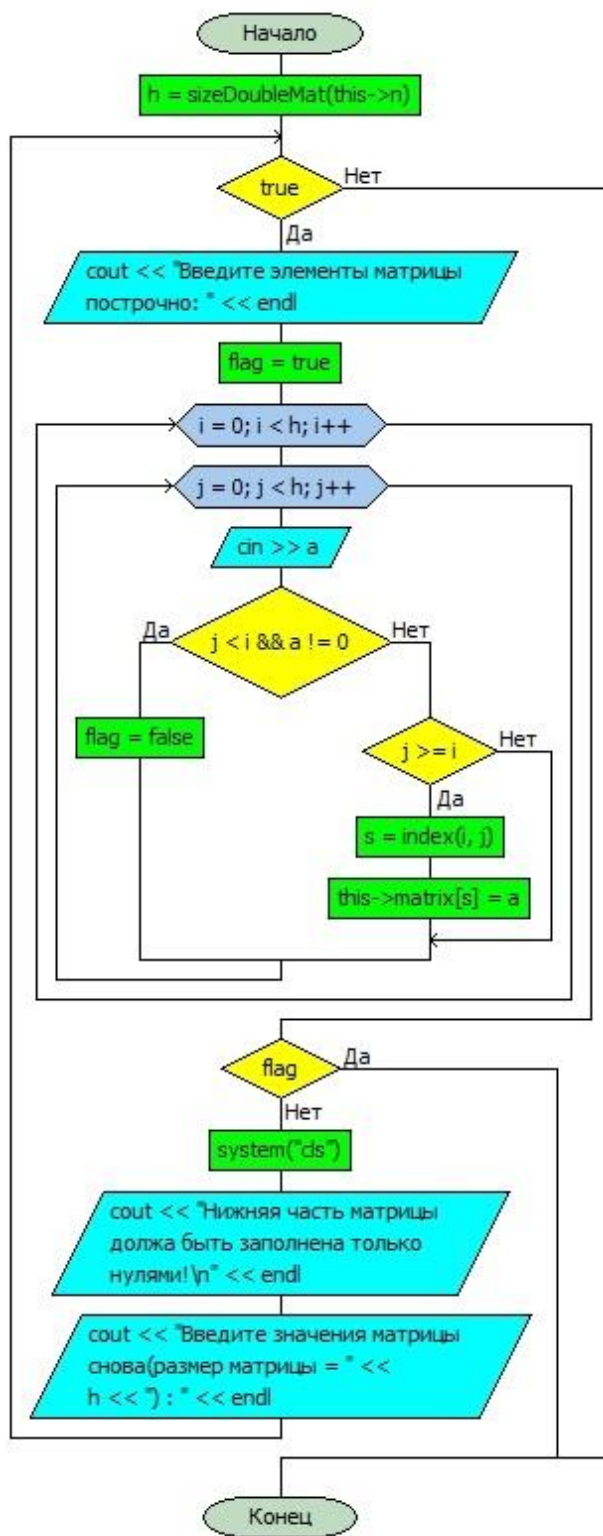 Начало
h = sizeDoubleMat(this->n)
true
Нет
Да
cout << "Введите элементы матрицы
построчно: " << endl
flag = true
i = 0; i < h; i++
j = 0; j < h; j++
cin >> a
Да
j < i && a != 0
Нет
flag = false
j >= i
Нет
Да
s = index(i, j)
this->matrix[s] = a
flag
Да
Нет
system("cls")
cout << "Нижняя часть матрицы
должа быть заполнена только
нулями!\n" << endl
cout << "Введите значения матрицы
снова(размер матрицы = " <<
h << ") : " << endl
Конец